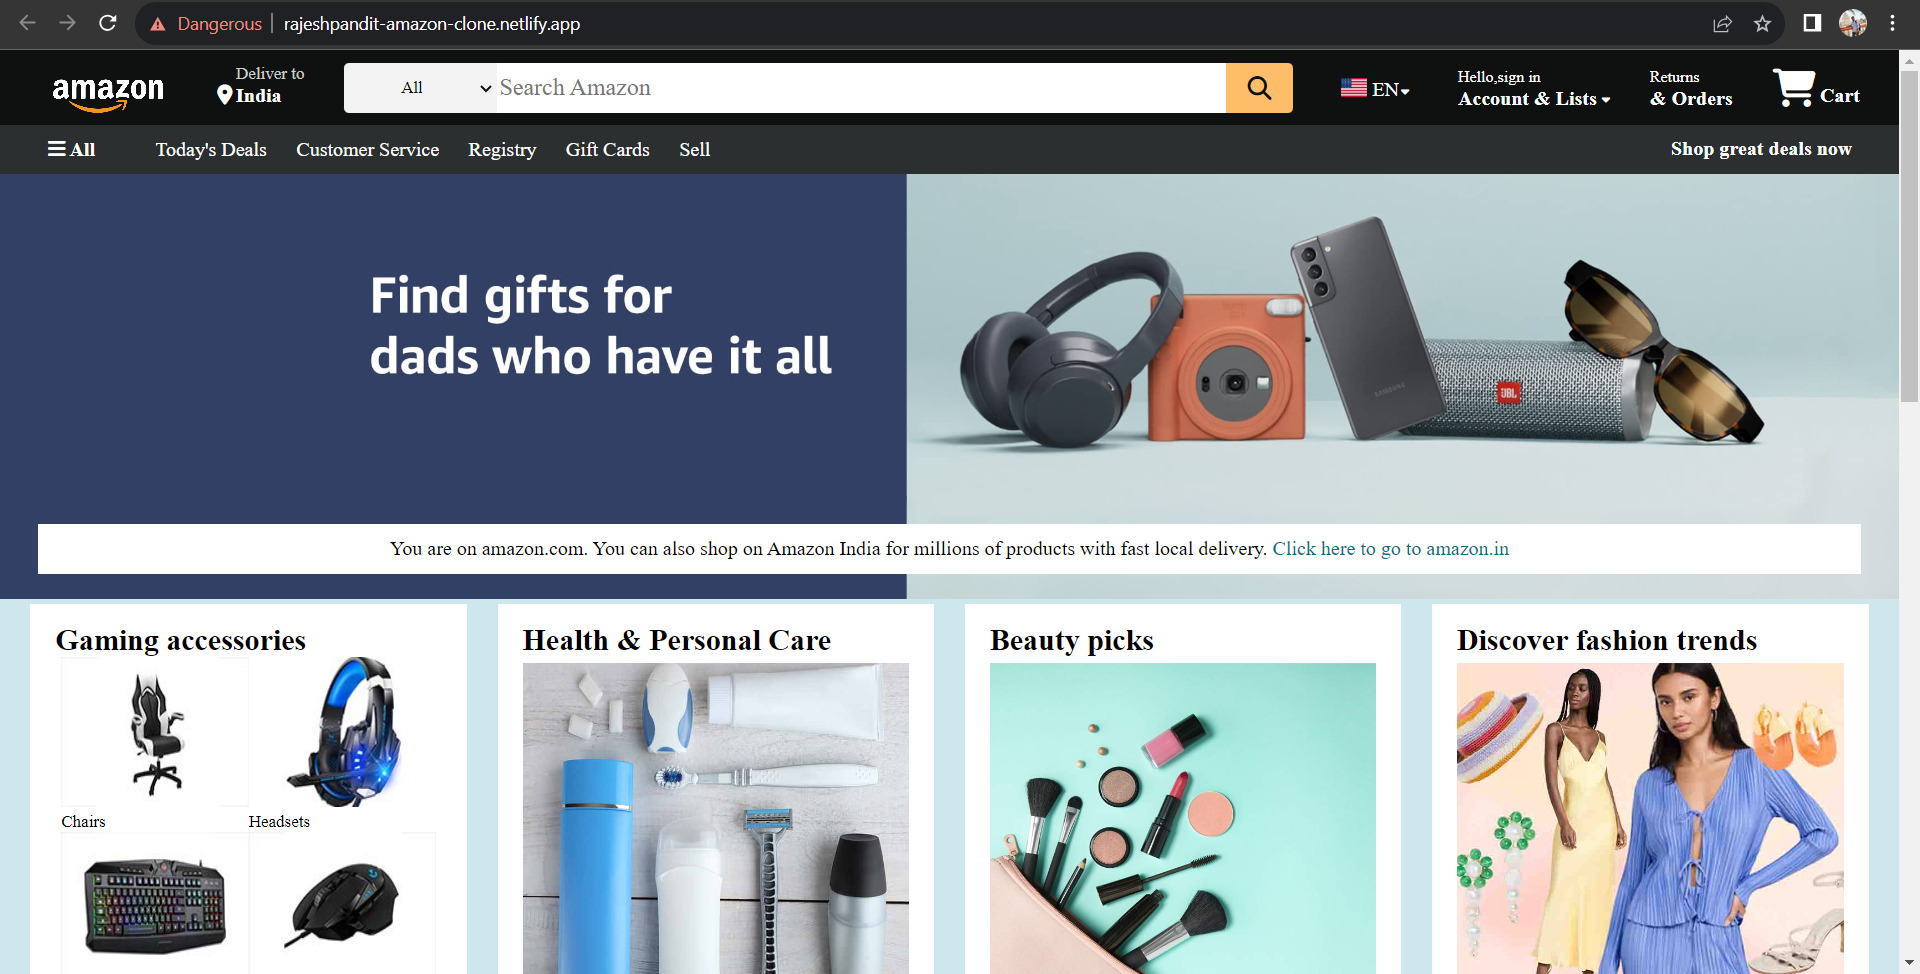 Dangerous
rajeshpandit-amazon-clone.netlify.app
amazon
Deliver to
India
All
Search Amazon
EN
Hello,sign in
Account & Lists
Returns
& Orders
Cart
All
Today's Deals
Customer Service
Registry
Gift Cards
Sell
Shop great deals now
Find gifts for
dads who have it all
SAMSUNG
JBL
You are on amazon.com. You can also shop on Amazon India for millions of products with fast local delivery. Click here to go to amazon.in
Gaming accessories
Health & Personal Care
Beauty picks
Discover fashion trends
Chairs
Headsets